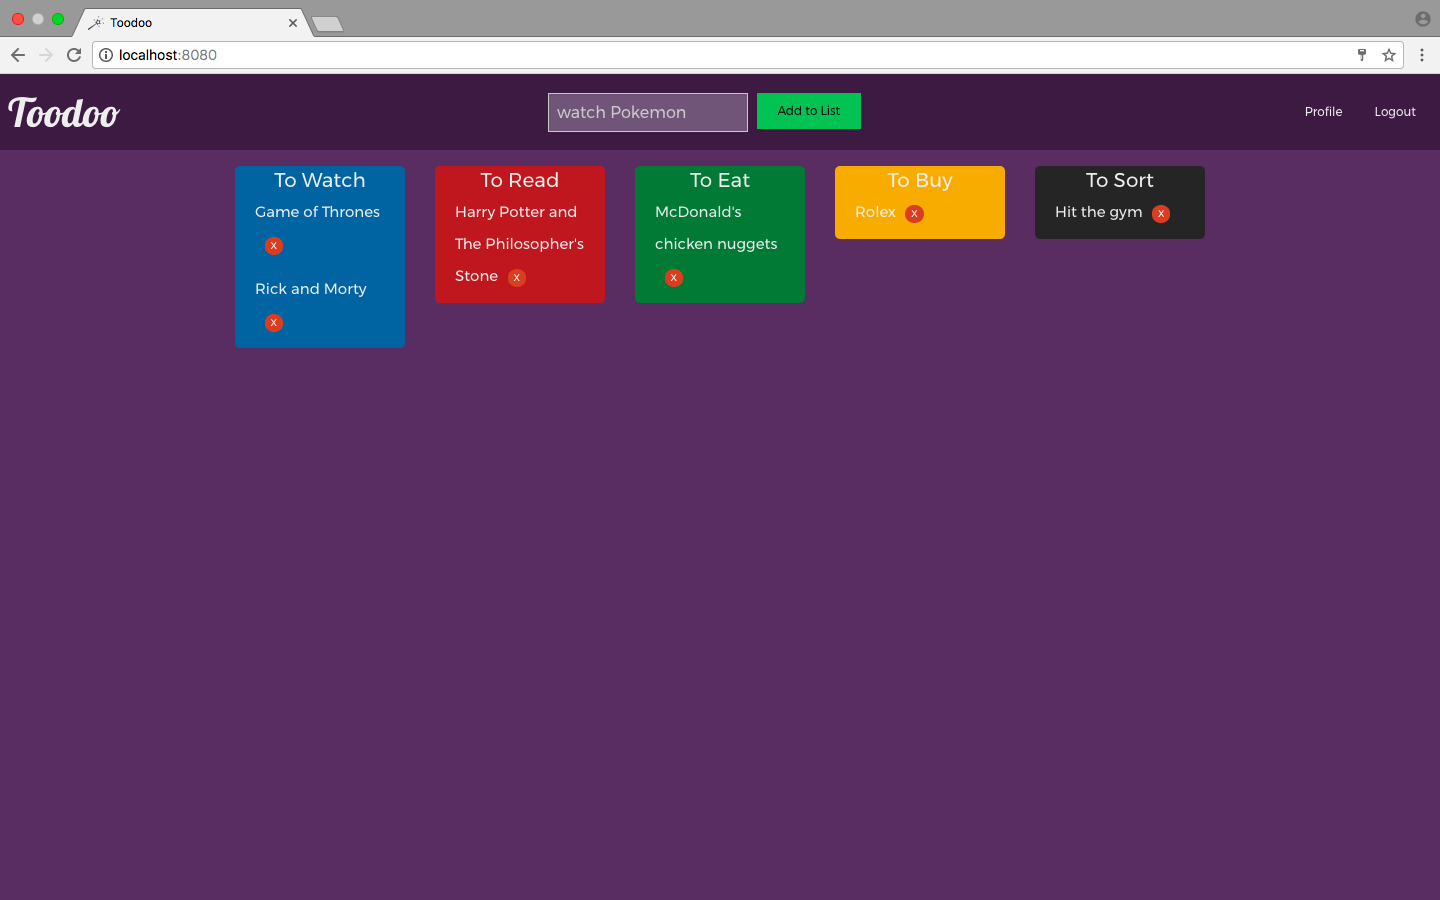 Toodoo
localhost:8080
Toodoo
watch Pokemon
Add to List
Profile
Logout
To Watch
Game of Thrones
x
Rick and Morty
x
To Read
Harry Potter and
The Philosopher's
Stone x
To Eat
McDonald's
chicken nuggets
x
To Buy
Rolex x
To Sort
Hit the gym x